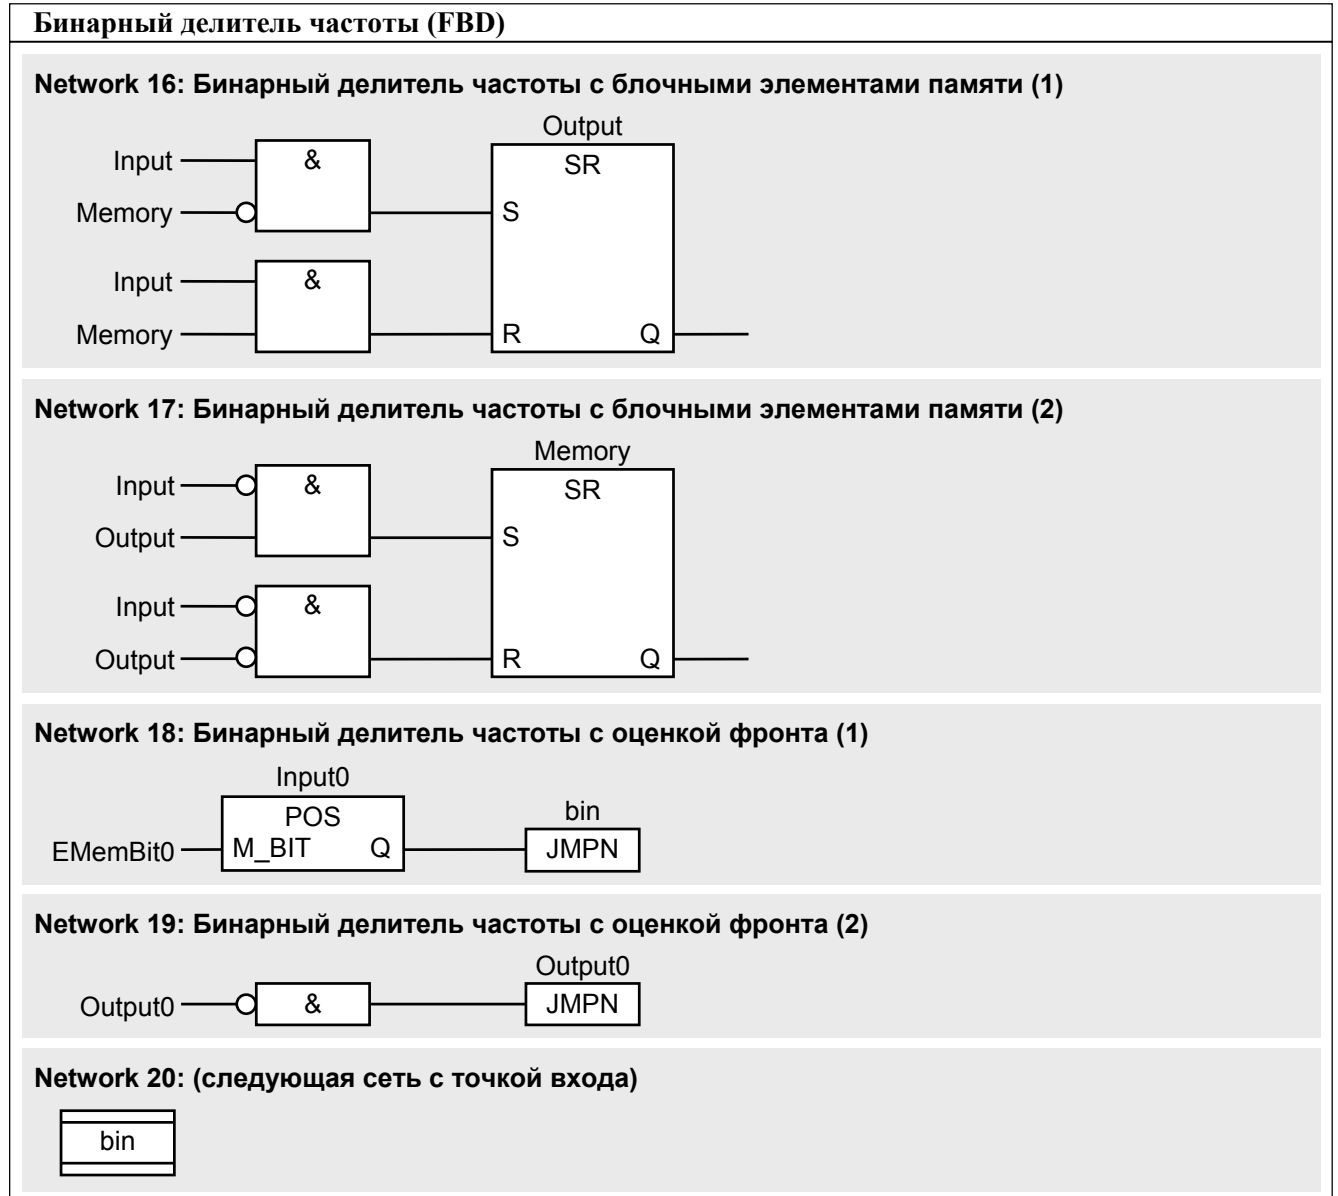 Бинарный делитель частоты (FBD)
Network 16: Бинарный делитель частоты с блочными элементами памяти (1)
Output
Input & SR
Memory S
Input &
Memory R Q
Network 17: Бинарный делитель частоты с блочными элементами памяти (2)
Memory
Input & SR
Output S
Input &
Output R Q
Network 18: Бинарный делитель частоты с оценкой фронта (1)
Input0
POS bin
EMemBit0 M_BIT Q JMPN
Network 19: Бинарный делитель частоты с оценкой фронта (2)
Output0
Output0 & JMPN
Network 20: (следующая сеть с точкой входа)
bin